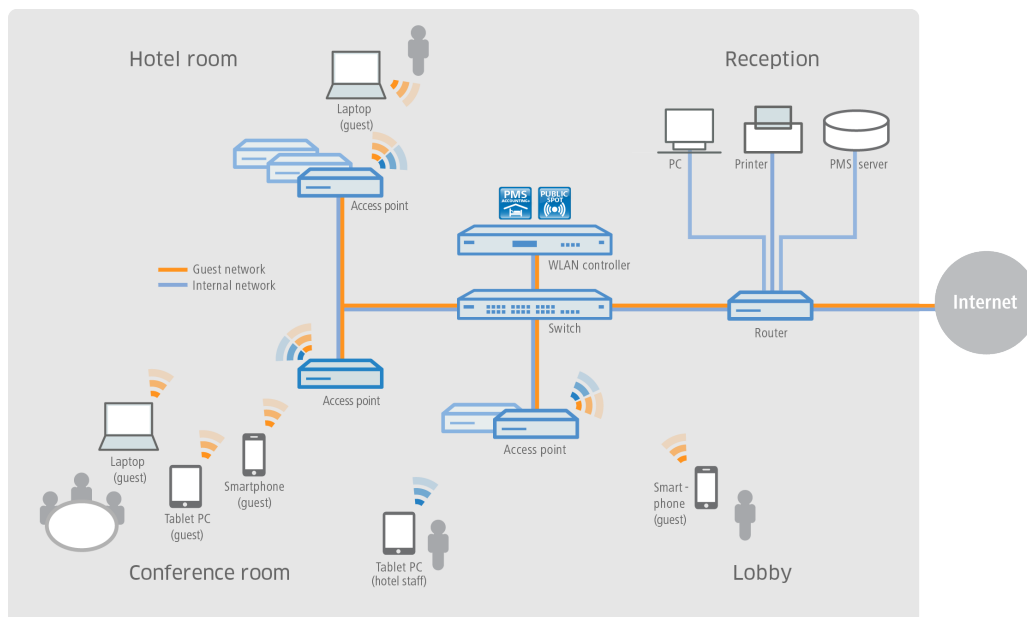 Hotel room
Reception
Laptop
(guest)
PC
Printer
PMS server
Access point
PMS
ACCOUNTING+
PUBLIC
SPOT
WLAN controller
Guest network
Internal network
Internet
Switch
Router
Access point
Access point
Laptop
(guest)
Smartphone
(guest)
Tablet PC
(guest)
Smart -
phone
(guest)
Tablet PC
(hotel staff)
Conference room
Lobby